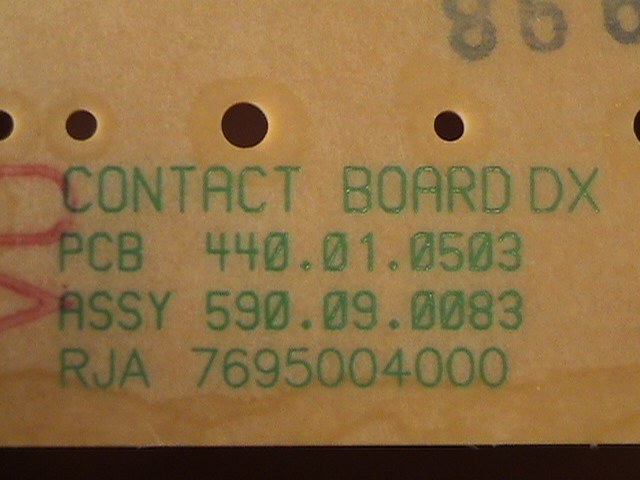 CONTACT BOARD DX
PCB 440.01.0503
ASSY 590.09.0083
RJA 7695004000